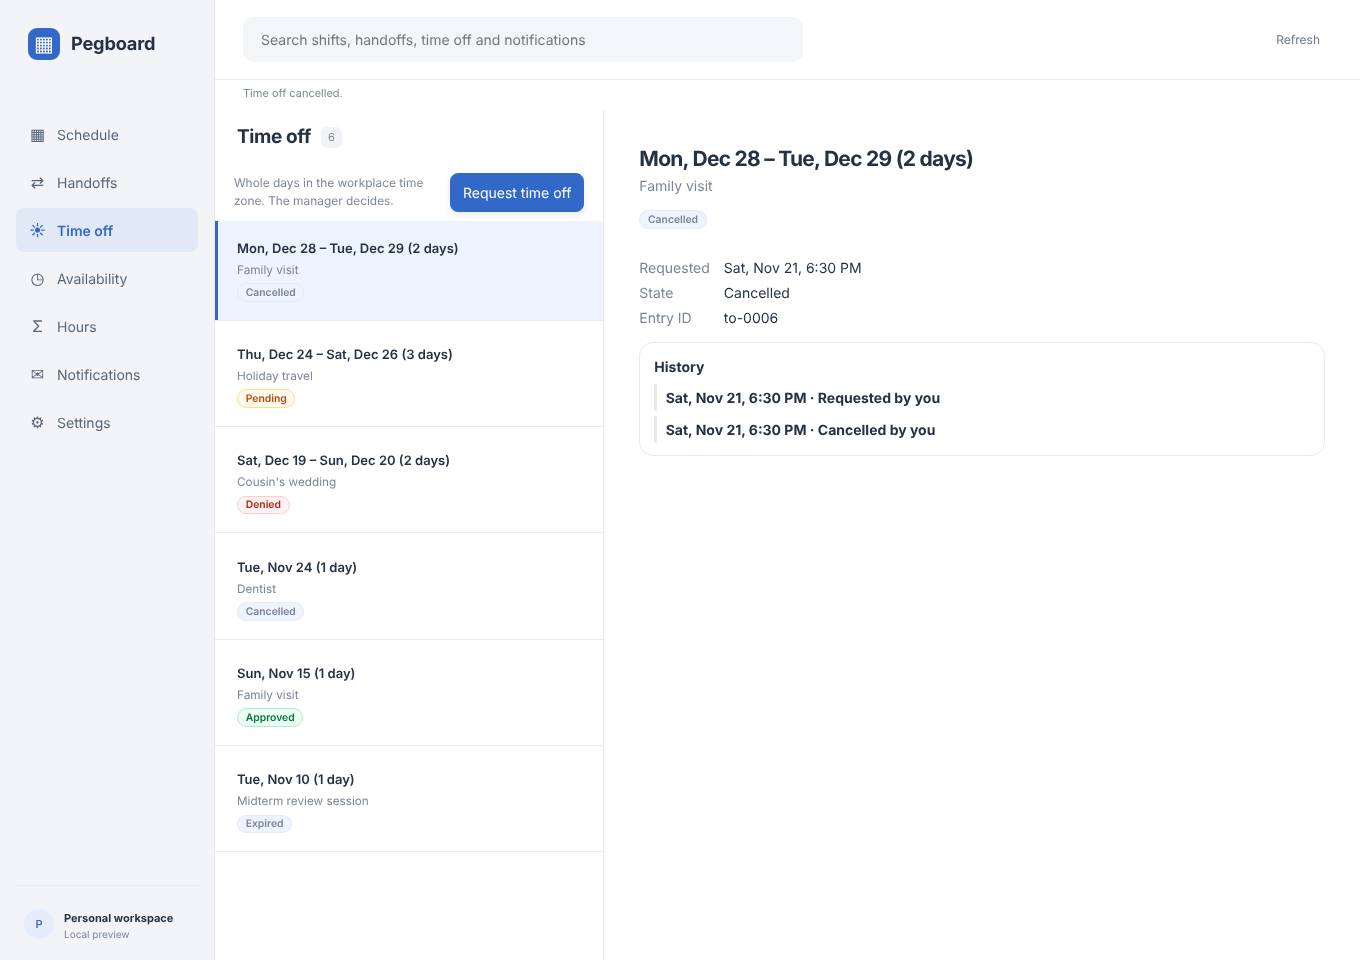 Pegboard
Schedule
Handoffs
Time off
Availability
Hours
Notifications
Settings
P
Personal workspace
Local preview
Search shifts, handoffs, time off and notifications
Refresh
Time off cancelled.
Time off 6
Whole days in the workplace time
zone. The manager decides.
Request time off
Mon, Dec 28 – Tue, Dec 29 (2 days)
Family visit
Cancelled
Thu, Dec 24 – Sat, Dec 26 (3 days)
Holiday travel
Pending
Sat, Dec 19 – Sun, Dec 20 (2 days)
Cousin's wedding
Denied
Tue, Nov 24 (1 day)
Dentist
Cancelled
Sun, Nov 15 (1 day)
Family visit
Approved
Tue, Nov 10 (1 day)
Midterm review session
Expired
Mon, Dec 28 – Tue, Dec 29 (2 days)
Family visit
Cancelled
Requested Sat, Nov 21, 6:30 PM
State Cancelled
Entry ID to-0006
History
Sat, Nov 21, 6:30 PM · Requested by you
Sat, Nov 21, 6:30 PM · Cancelled by you